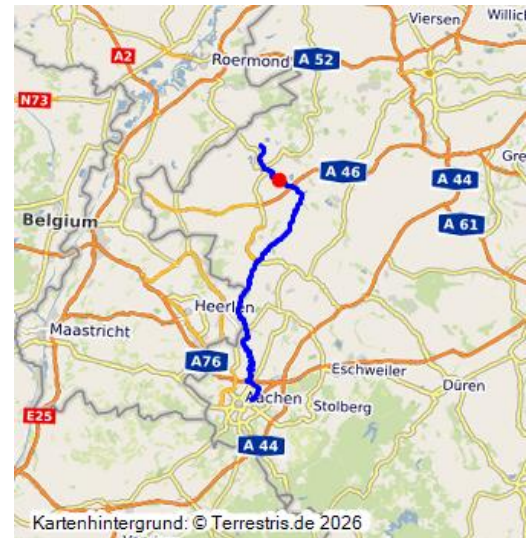 Viersen
Willich
A2
Roermond
A 52
N73
Gre
A 46
A 44
Belgium
A 61
Heerlen
Maastricht
A76
Eschweiler
Düren
Aachen
Stolberg
E25
A 44
Kartenhintergrund: © Terrestris.de 2026